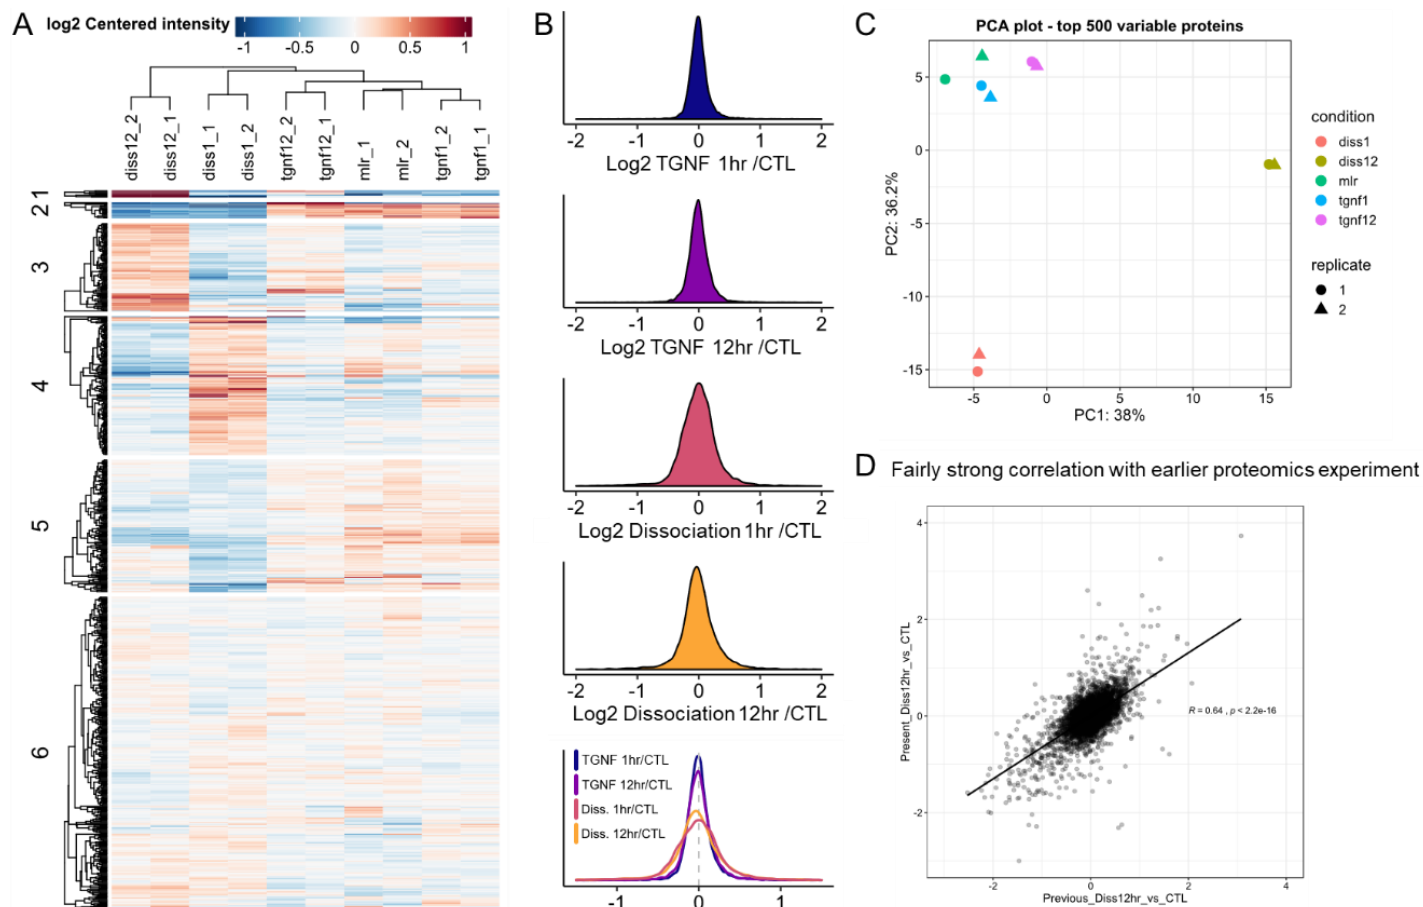 A
log2 Centered intensity
-1 -0.5 0 0.5 1
diss12_2
diss12_1
diss1_1
diss1_2
tgnf12_2
tgnf12_1
mlr_1
mlr_2
tgnf1_2
tgnf1_1
1
2
3
4
5
6
B
-2 -1 0 1 2
Log2 TGNF 1hr /CTL
-2 -1 0 1 2
Log2 TGNF 12hr /CTL
-2 -1 0 1 2
Log2 Dissociation 1hr /CTL
-2 -1 0 1 2
Log2 Dissociation 12hr /CTL
TGNF 1hr/CTL
TGNF 12hr/CTL
Diss. 1hr/CTL
Diss. 12hr/CTL
-1 0 1
C
PCA plot - top 500 variable proteins
PC2: 36.2%
5
0
-5
-10
-15
-5 0 5 10 15
PC1: 38%
condition
diss1
diss12
mlr
tgnf1
tgnf12
replicate
1
2
D
Fairly strong correlation with earlier proteomics experiment
Present_Diss12hr_vs_CTL
4
2
0
-2
R = 0.64 , p < 2.2e-16
-2 0 2 4
Previous_Diss12hr_vs_CTL